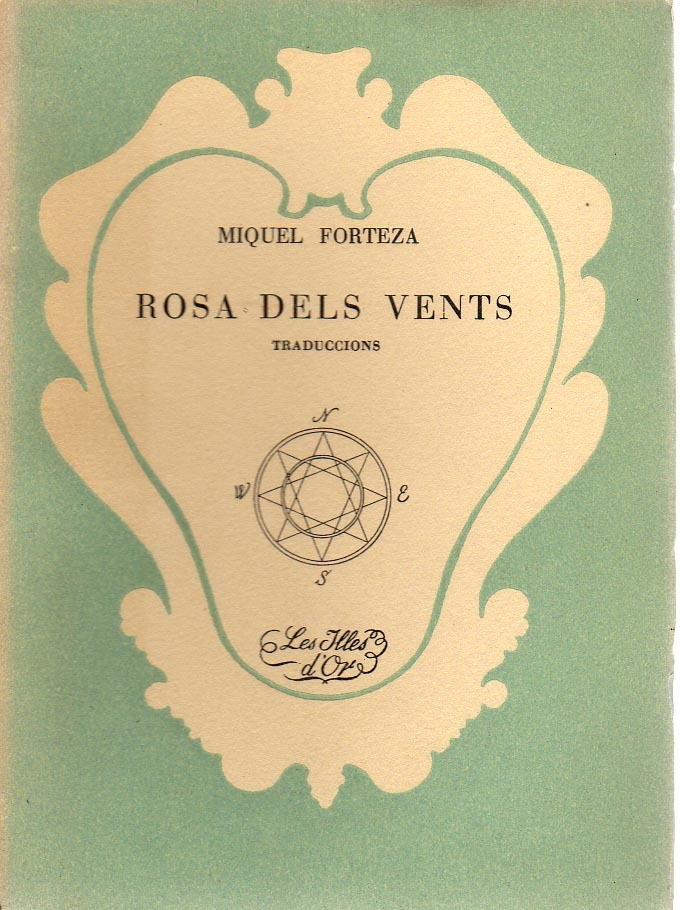 MIQUEL FORTEZA
ROSA DELS VENTS
TRADUCCIONS
N
W
E
S
Les Illes
d'Or